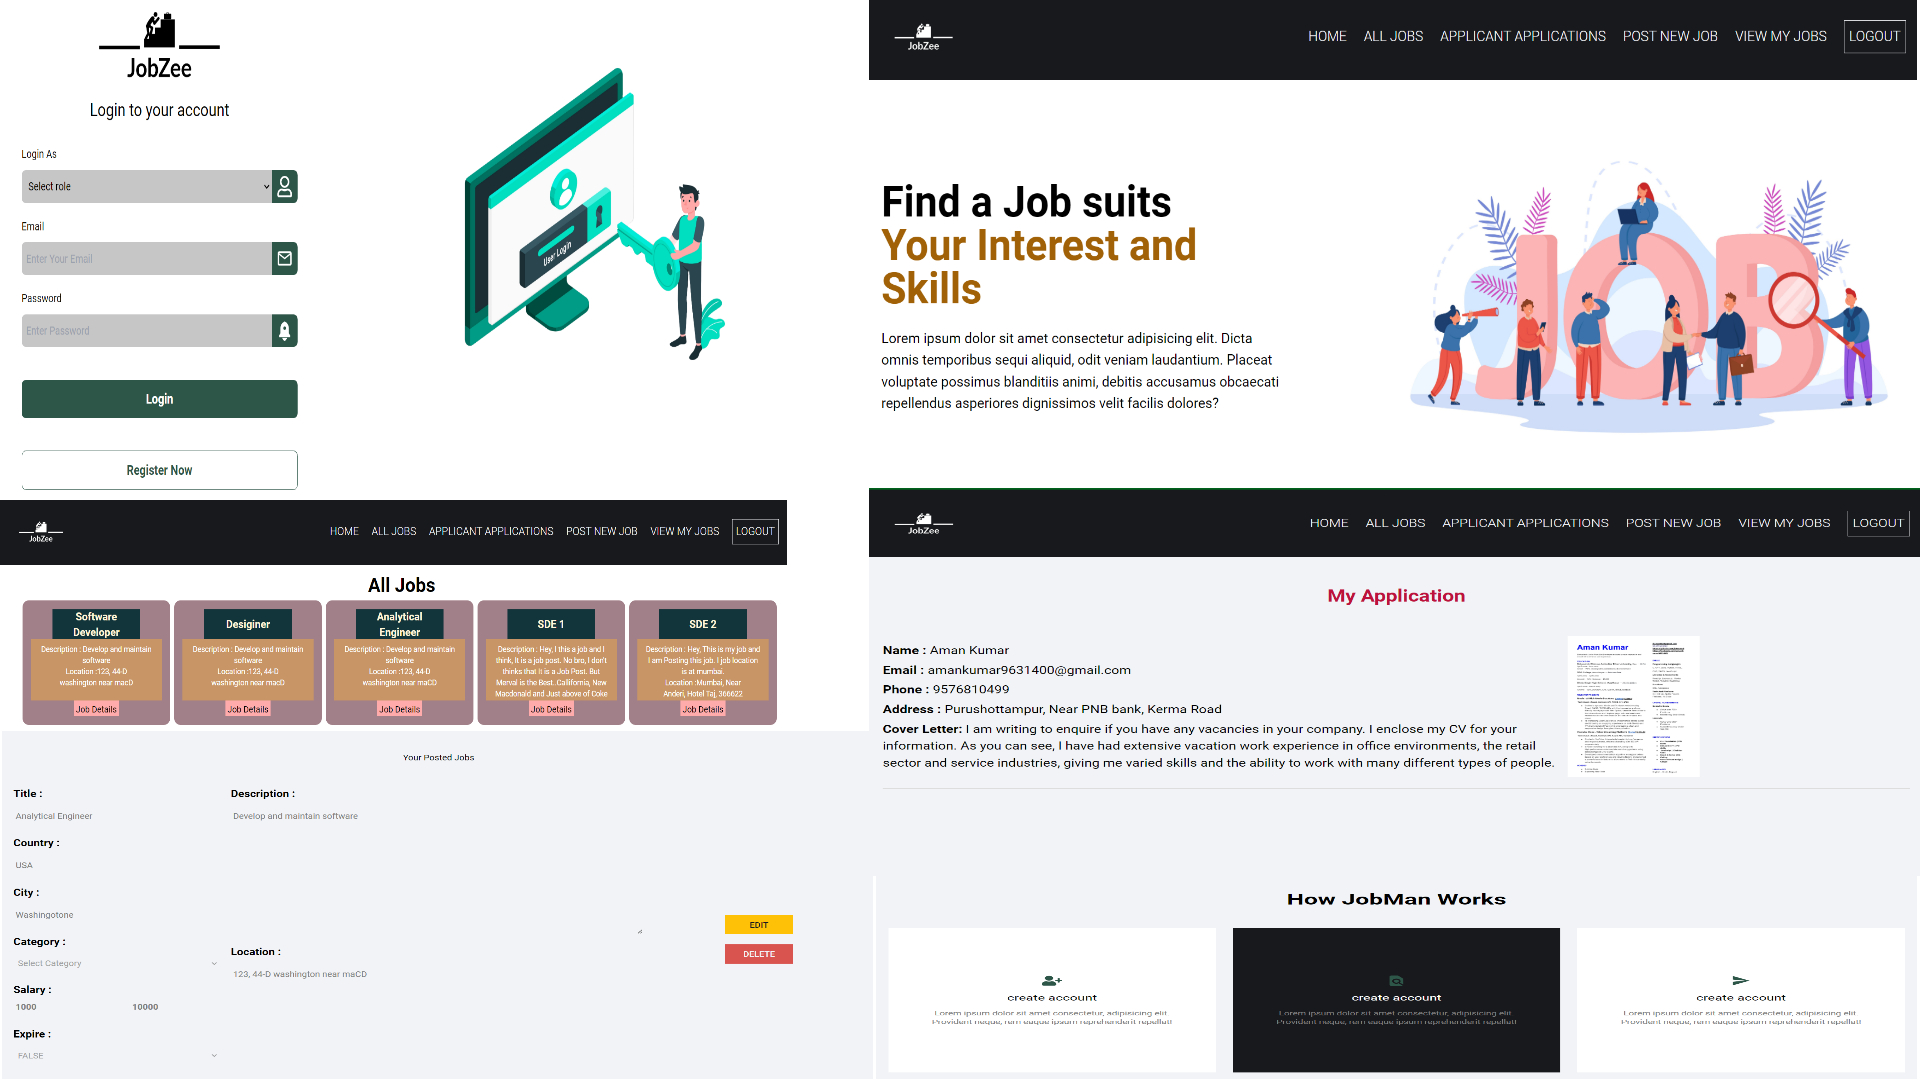 JobZee
Login to your account
Login As
Select role
Email
Enter Your Email
Password
Enter Password
Login
Register Now
User Login
JobZee
HOME ALL JOBS APPLICANT APPLICATIONS POST NEW JOB VIEW MY JOBS LOGOUT
Find a Job suits
Your Interest and
Skills
Lorem ipsum dolor sit amet consectetur adipisicing elit. Dicta
omnis temporibus sequi aliquid, odit veniam laudantium. Placeat
voluptate possimus blanditiis animi, debitis accusamus obcaecati
repellendus asperiores dignissimos velit facilis dolores?
JOB
JobZee
HOME ALL JOBS APPLICANT APPLICATIONS POST NEW JOB VIEW MY JOBS LOGOUT
All Jobs
Software
Developer
Description : Develop and maintain
software
Location :123, 44-D
washington near macD
Job Details
Desiginer
Description : Develop and maintain
software
Location :123, 44-D
washington near macD
Job Details
Analytical
Engineer
Description : Develop and maintain
software
Location :123, 44-D
washington near maCD
Job Details
SDE 1
Description : Hey, I this a job and I
think, It is a job post. No bro, I don't
thinks that It is a Job Post. But
Merval is the Best..Callifornia, New
Macdonald and Just above of Coke
Job Details
SDE 2
Description : Hey, This is my job and
I am Posting this job. I job location
is at mumbai.
Location :Mumbai, Near
Anderi, Hotel Taj, 366622
Job Details
Your Posted Jobs
Title :
Analytical Engineer
Country :
USA
City :
Washingotone
Category :
Select Category
Salary :
1000 10000
Expire :
FALSE
Description :
Develop and maintain software
Location :
123, 44-D washington near maCD
EDIT
DELETE
JobZee
HOME ALL JOBS APPLICANT APPLICATIONS POST NEW JOB VIEW MY JOBS LOGOUT
My Application
Name : Aman Kumar
Email : amankumar9631400@gmail.com
Phone : 9576810499
Address : Purushottampur, Near PNB bank, Kerma Road
Cover Letter: I am writing to enquire if you have any vacancies in your company. I enclose my CV for your
information. As you can see, I have had extensive vacation work experience in office environments, the retail
sector and service industries, giving me varied skills and the ability to work with many different types of people.
Aman Kumar
How JobMan Works
create account
Lorem ipsum dolor sit amet consectetur, adipisicing elit.
Provident neque, rem eaque ipsum reprehenderit repellat!
create account
Lorem ipsum dolor sit amet consectetur, adipisicing elit.
Provident neque, rem eaque ipsum reprehenderit repellat!
create account
Lorem ipsum dolor sit amet consectetur, adipisicing elit.
Provident neque, rem eaque ipsum reprehenderit repellat!